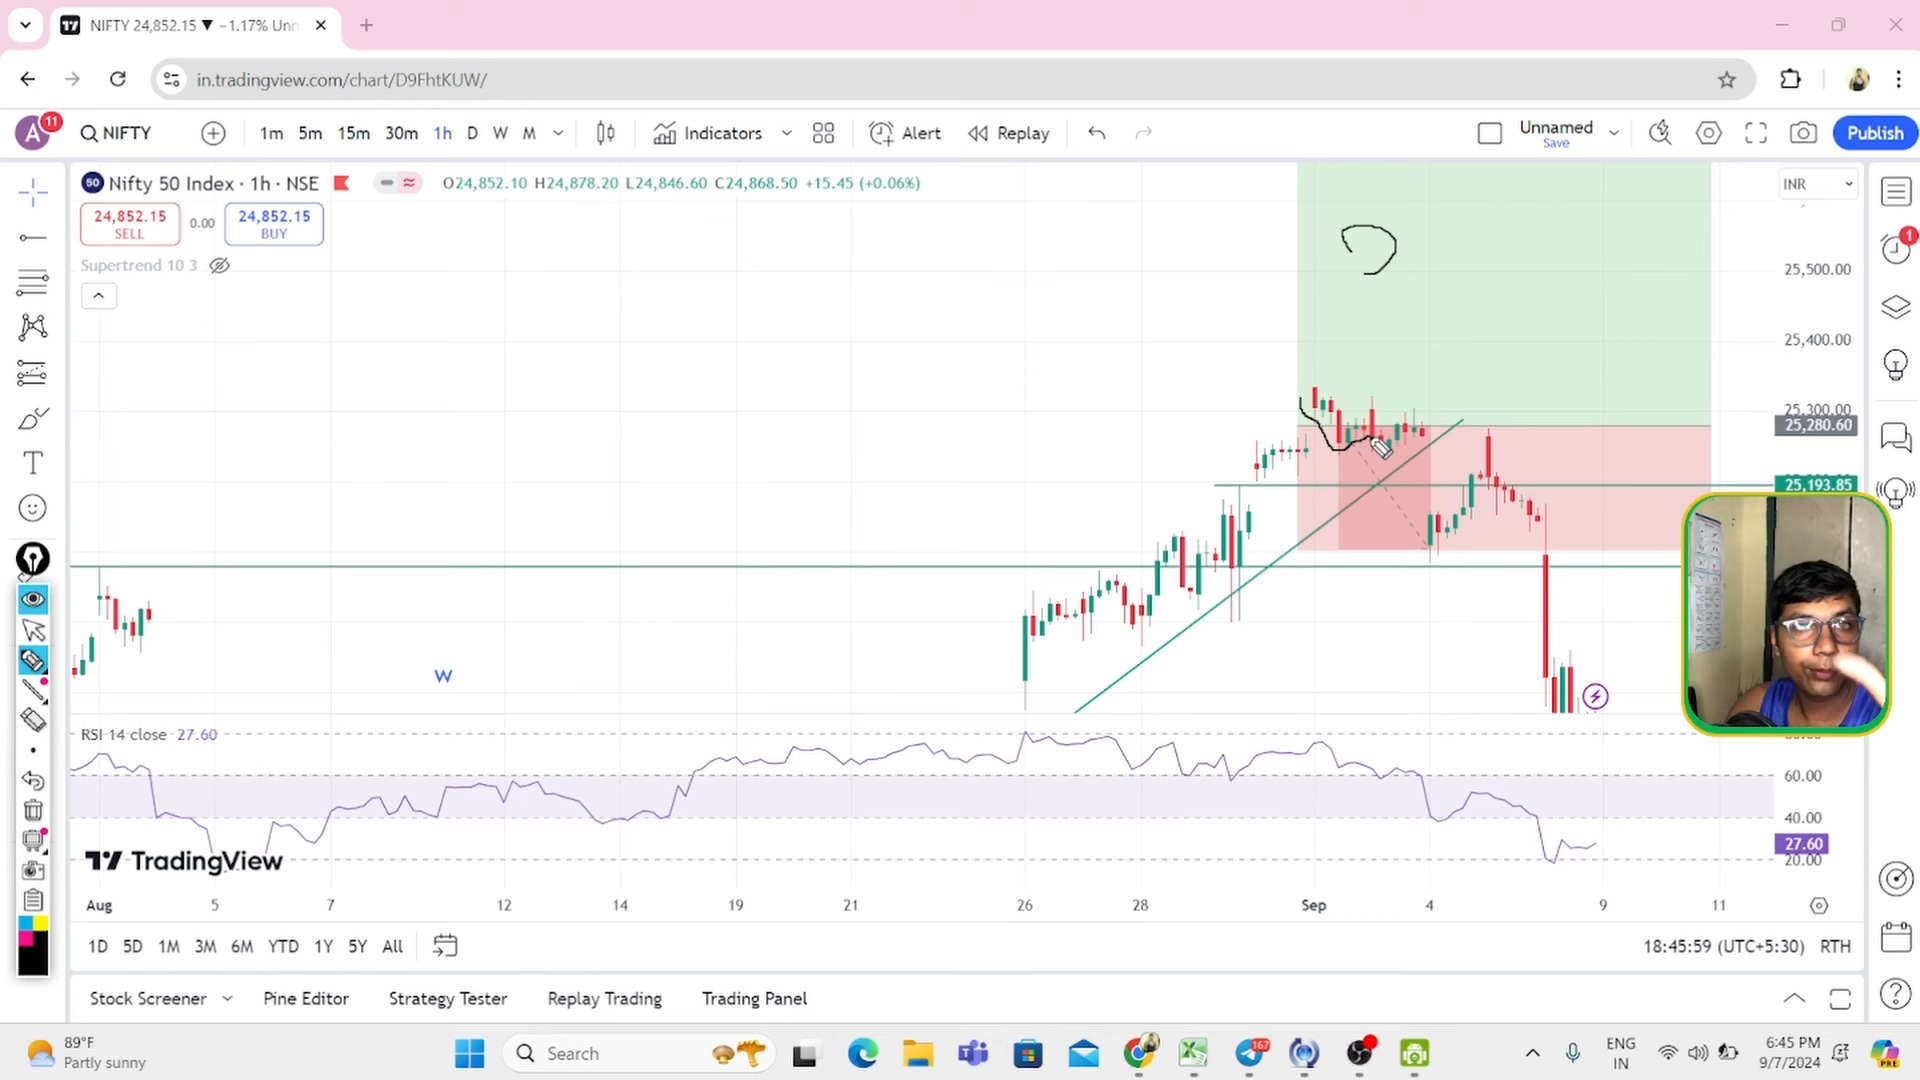 NIFTY 24,852.15 ▼ −1.17% Unn
in.tradingview.com/chart/D9FhtKUW/
A 11 NIFTY 1m 5m 15m 30m 1h D W M Indicators Alert Replay Unnamed Save Publish
50 Nifty 50 Index · 1h · NSE O24,852.10 H24,878.20 L24,846.60 C24,868.50 +15.45 (+0.06%)
INR
24,852.15 SELL 0.00 24,852.15 BUY
Supertrend 10 3
1
25,500.00
25,400.00
25,300.00
25,280.60
25,193.85
W
RSI 14 close 27.60
60.00
40.00
27.60
20.00
TradingView
Aug 5 7 12 14 19 21 26 28 Sep 4 9 11
1D 5D 1M 3M 6M YTD 1Y 5Y All 18:45:59 (UTC+5:30) RTH
Stock Screener Pine Editor Strategy Tester Replay Trading Trading Panel
89°F
Partly sunny
Search
167
ENG
IN
6:45 PM
9/7/2024
PRE